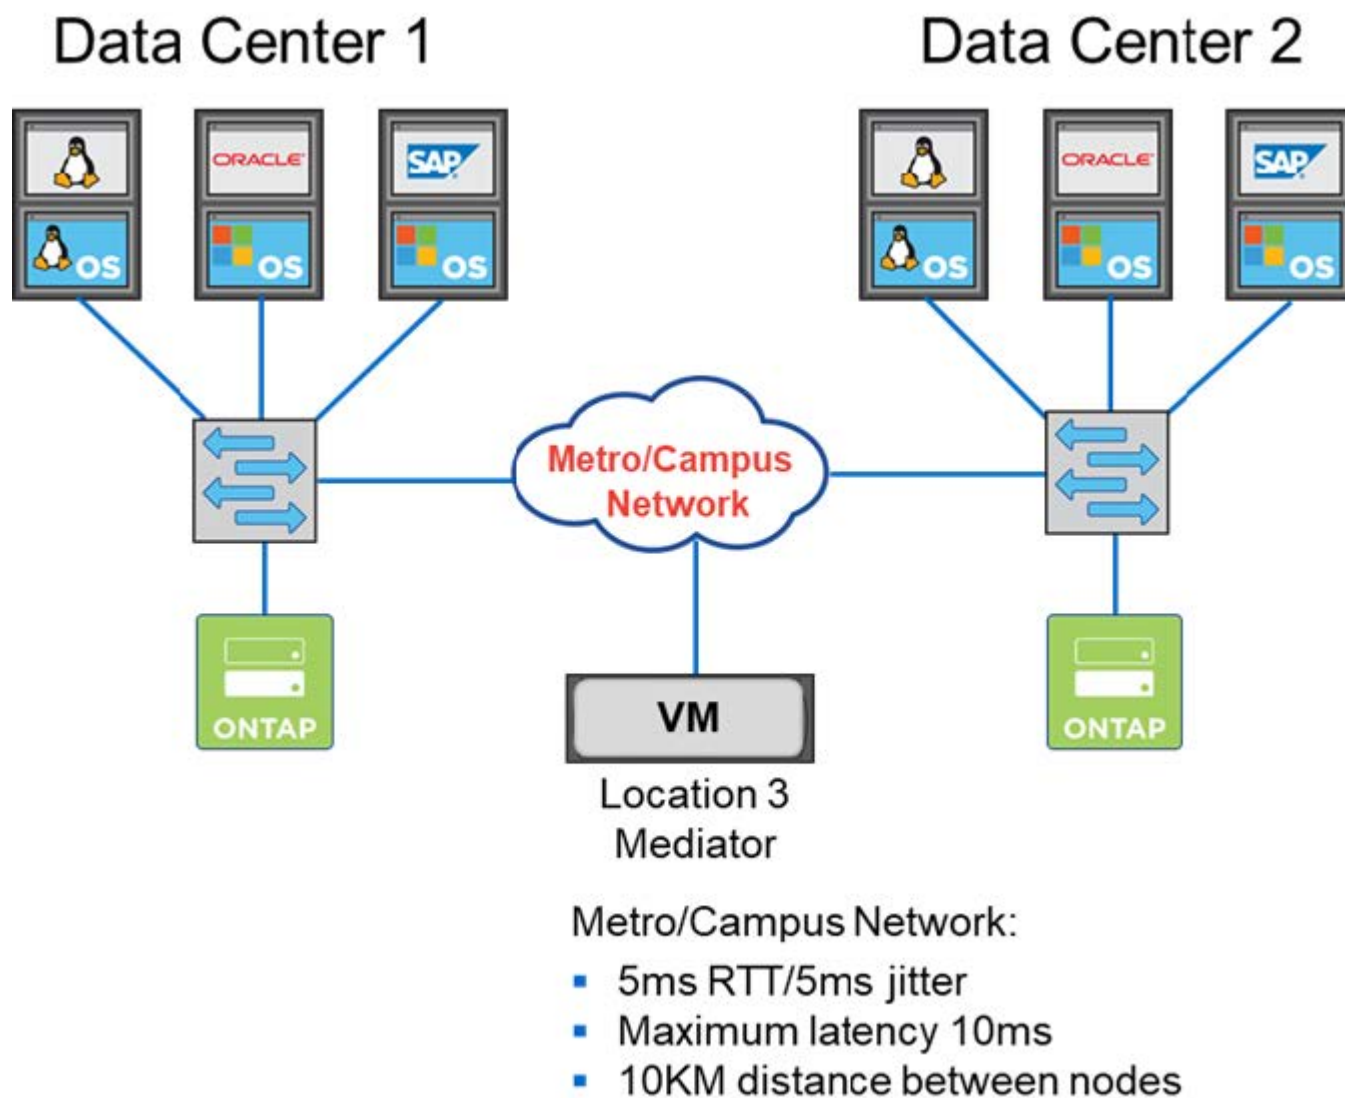 Data Center 1
Data Center 2
ORACLE
SAP
ORACLE
SAP
OS
OS
OS
OS
OS
OS
Metro/Campus
Network
ONTAP
VM
ONTAP
Location 3
Mediator
Metro/Campus Network:
5ms RTT/5ms jitter
Maximum latency 10ms
10KM distance between nodes